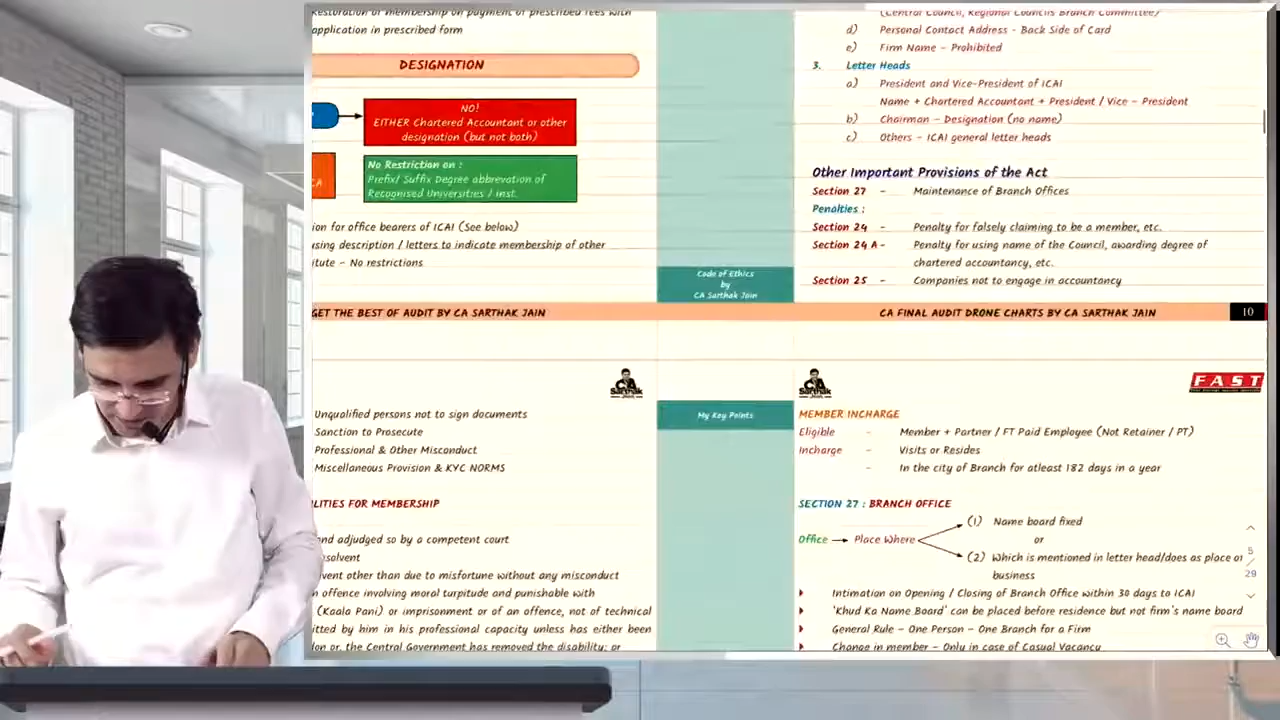 Restoration of membership on payment of prescribed fees with
application in prescribed form
DESIGNATION
NO!
EITHER Chartered Accountant or other
designation (but not both)
CA
No Restriction on :
Prefix/ Suffix Degree abbrevation of
Recognised Universities / inst.
ion for office bearers of ICAI (See below)
using description / letters to indicate membership of other
itute - No restrictions
(Central Council, Regional Councils Branch Committee)
d) Personal Contact Address - Back Side of Card
e) Firm Name - Prohibited
3. Letter Heads
a) President and Vice-President of ICAI
Name + Chartered Accountant + President / Vice - President
b) Chairman - Designation (no name)
c) Others - ICAI general letter heads
Other Important Provisions of the Act
Section 27 - Maintenance of Branch Offices
Penalties :
Section 24 - Penalty for falsely claiming to be a member, etc.
Section 24 A- Penalty for using name of the Council, awarding degree of
chartered accountancy, etc.
Section 25 - Companies not to engage in accountancy
Code of Ethics
by
CA Sarthak Jain
GET THE BEST OF AUDIT BY CA SARTHAK JAIN
CA FINAL AUDIT DRONE CHARTS BY CA SARTHAK JAIN
10
Sarthak
Jain
Sarthak
Jain
FAST
Unqualified persons not to sign documents
Sanction to Prosecute
Professional & Other Misconduct
Miscellaneous Provision & KYC NORMS
ILITIES FOR MEMBERSHIP
und adjudged so by a competent court
solvent
vent other than due to misfortune without any misconduct
n offence involving moral turpitude and punishable with
(Kaala Pani) or imprisonment or of an offence, not of technical
itted by him in his professional capacity unless has either been
on or, the Central Government has removed the disability; or
My Key Points
MEMBER INCHARGE
Eligible - Member + Partner / FT Paid Employee (Not Retainer / PT)
Incharge - Visits or Resides
- In the city of Branch for atleast 182 days in a year
SECTION 27 : BRANCH OFFICE
(1) Name board fixed
Office Place Where or
(2) Which is mentioned in letter head/does as place or
business
Intimation on Opening / Closing of Branch Office within 30 days to ICAI
'Khud Ka Name Board' can be placed before residence but not firm's name board
General Rule - One Person - One Branch for a Firm
Change in member - Only in case of Casual Vacancy
5
/
29